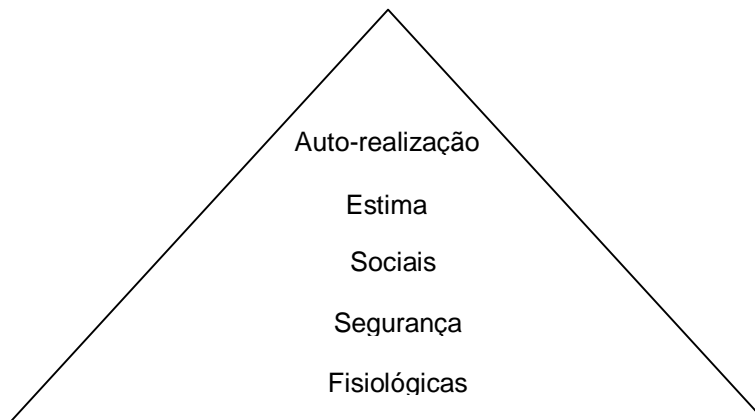 Auto-realização
Estima
Sociais
Segurança
Fisiológicas